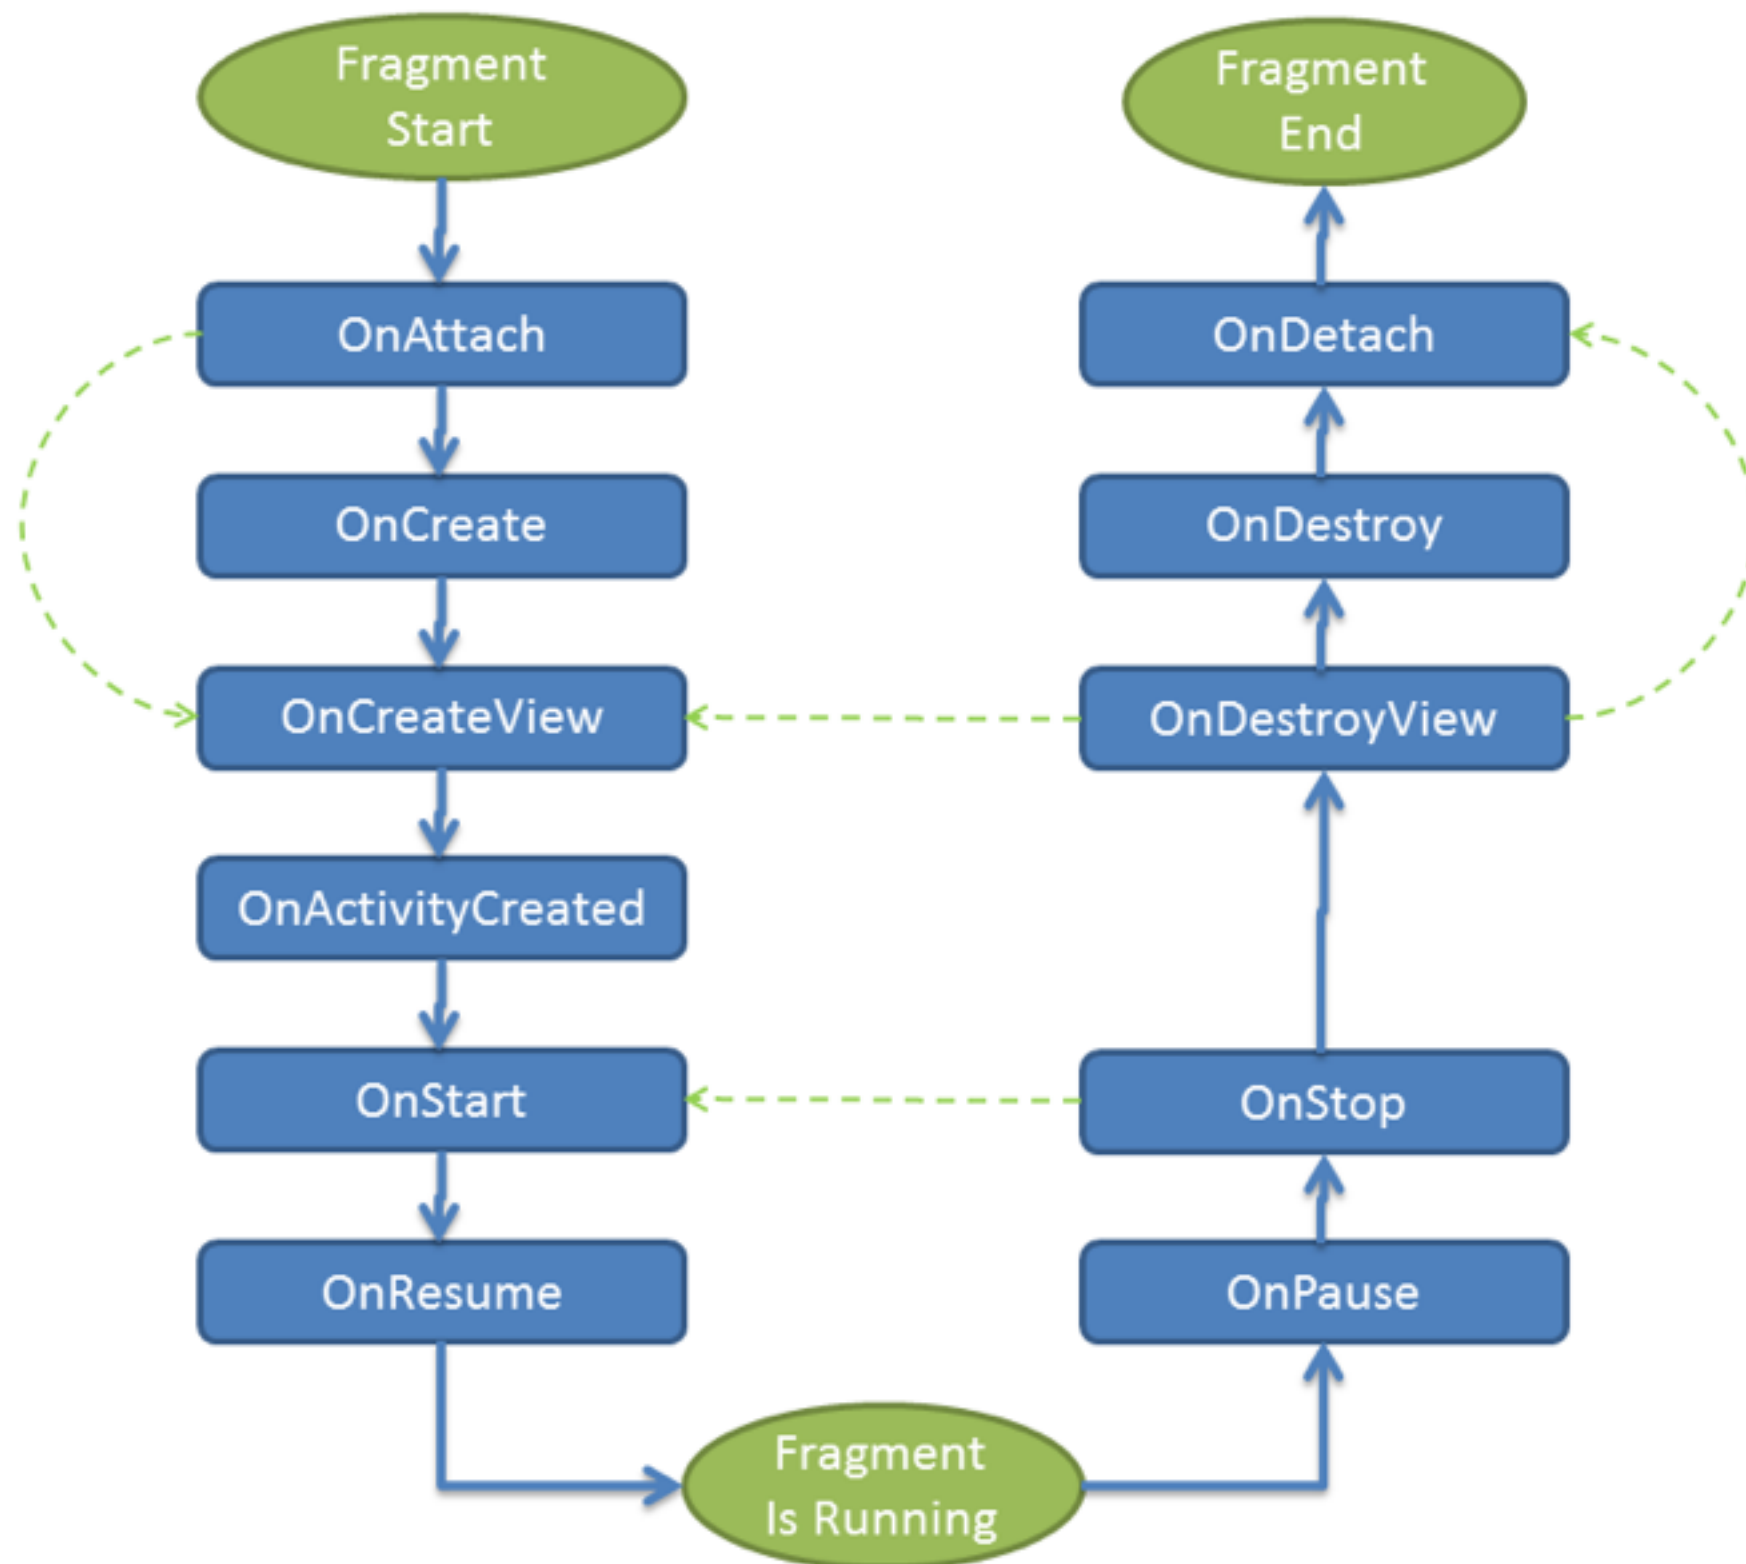 Fragment
Start
OnAttach
OnCreate
OnCreateView
OnActivityCreated
OnStart
OnResume
Fragment
Is Running
Fragment
End
OnDetach
OnDestroy
OnDestroyView
OnStop
OnPause